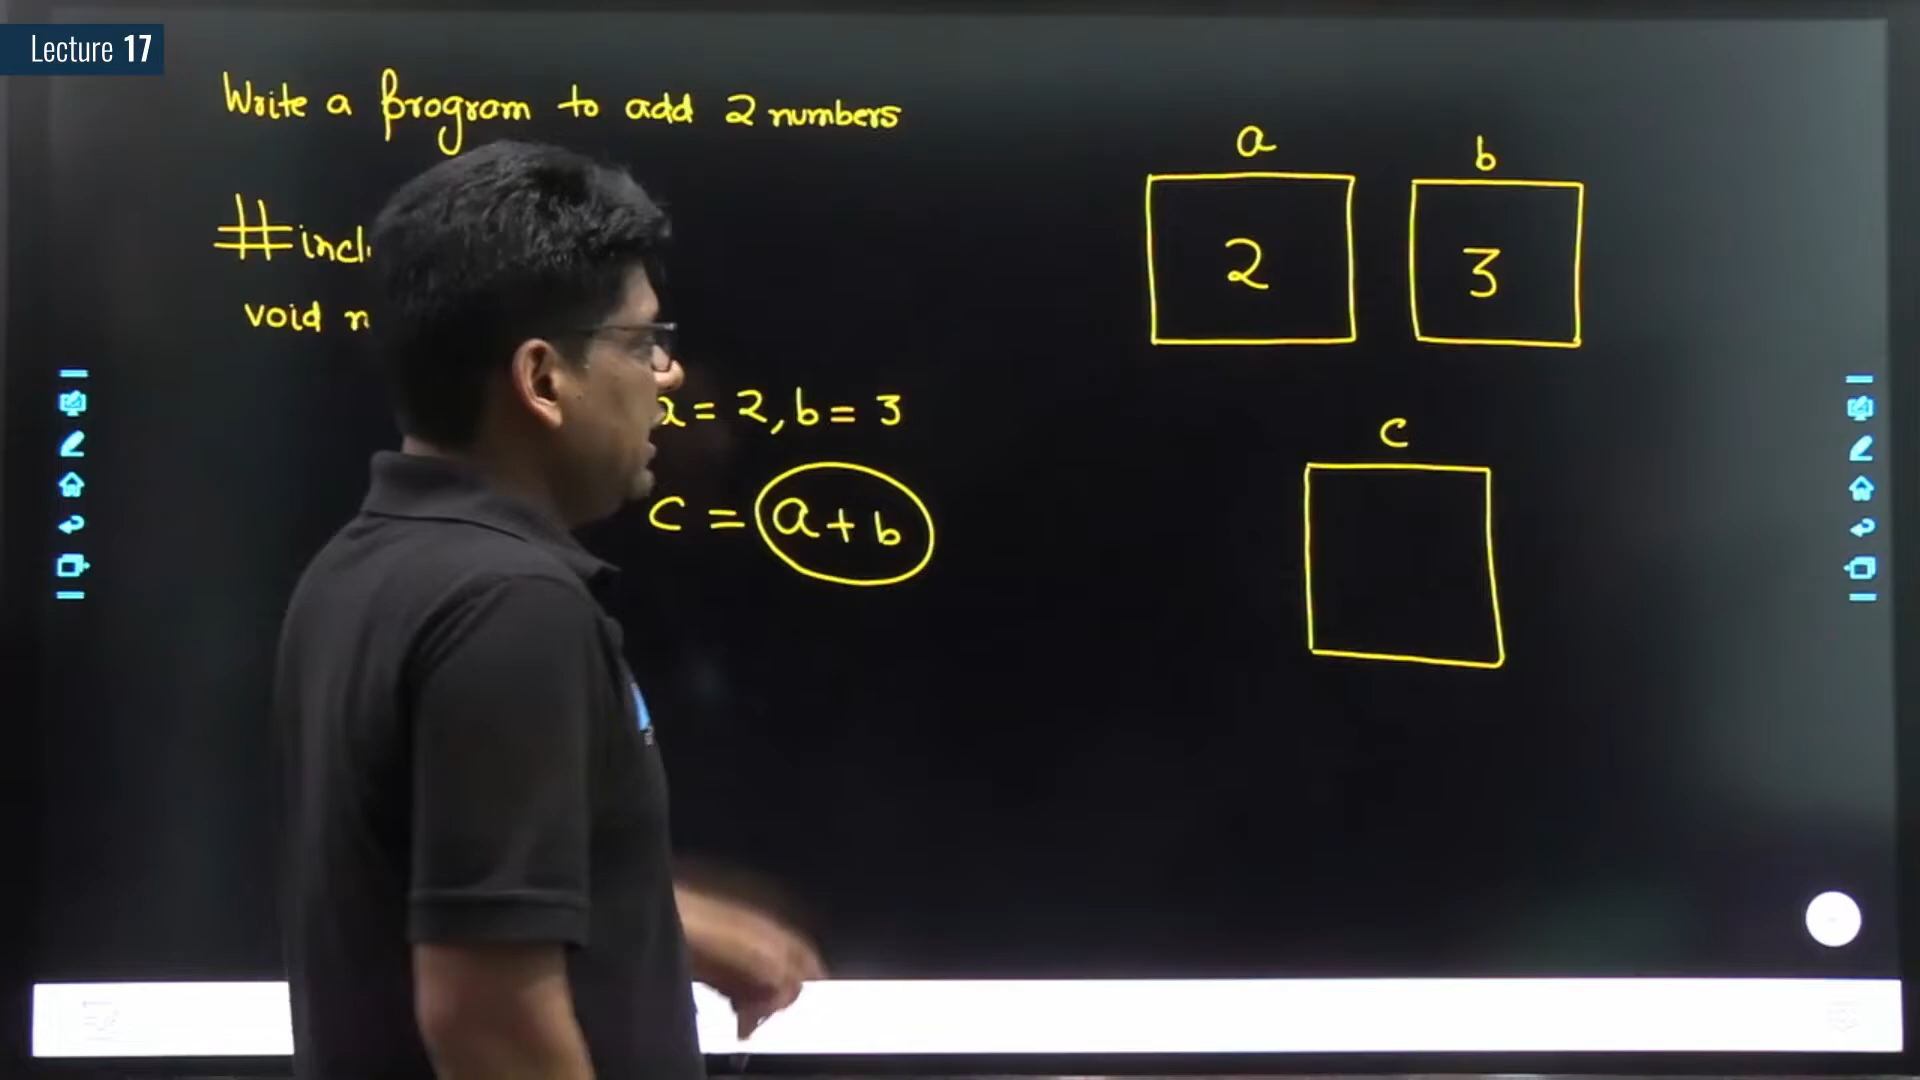 Lecture 17
Write a program to add 2 numbers
a
b
2
3
#incl
void
a = 2, b = 3
c
c = a + b